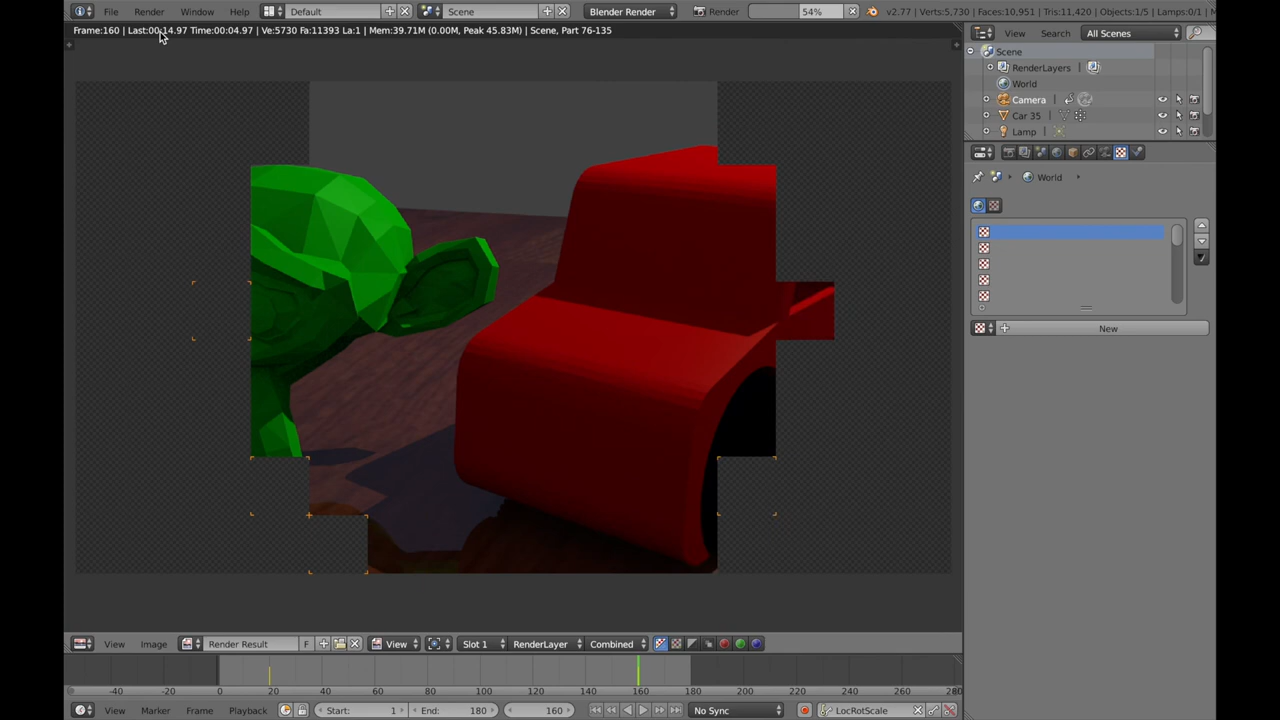 File Render Window Help Default Scene Blender Render Render 54% v2.77 | Verts:5,730 | Faces:10,951 | Tris:11,420 | Objects:1/5 | Lamps:0/1 | M
Frame:160 | Last:00:14.97 Time:00:04.97 | Ve:5730 Fa:11393 La:1 | Mem:39.71M (0.00M, Peak 45.83M) | Scene, Part 76-135
View Search All Scenes
Scene
RenderLayers |
World
Camera |
Car 35 |
Lamp |
World
New
View Image Render Result F View Slot 1 RenderLayer Combined
-40 -20 0 20 40 60 80 100 120 140 160 180 200 220 240 260 280
View Marker Frame Playback Start: 1 End: 180 160 No Sync LocRotScale